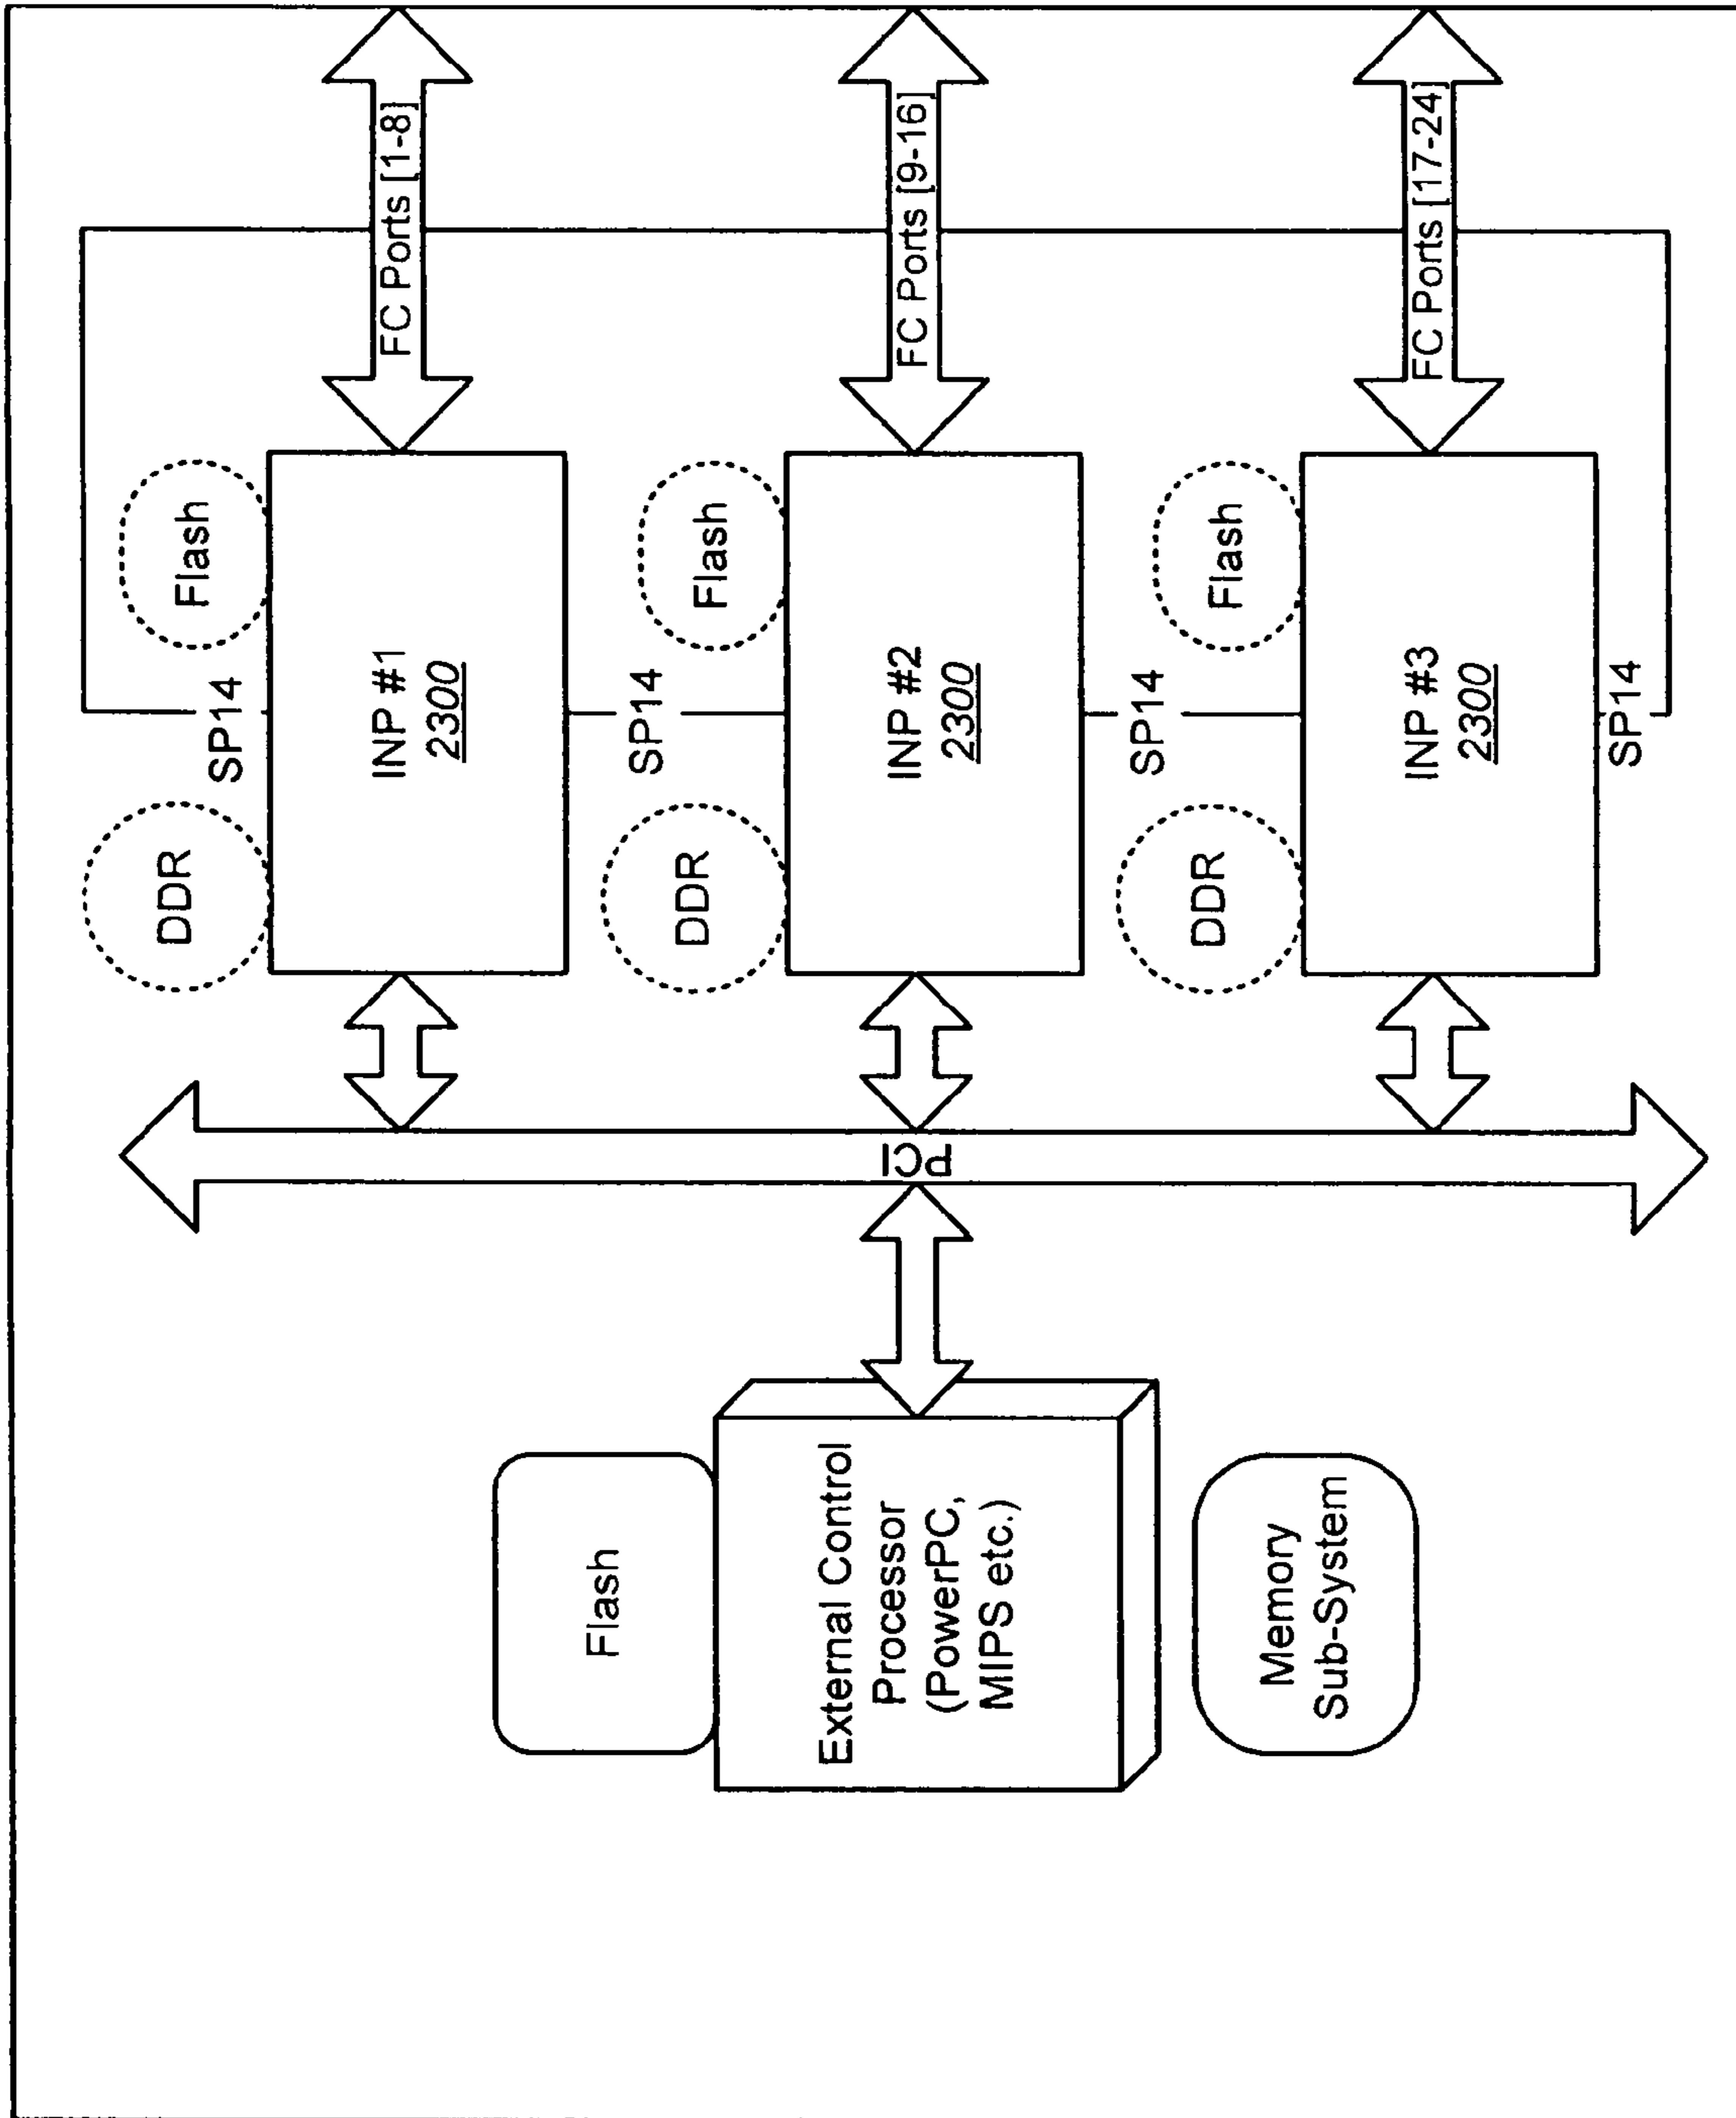 Flash
External Control
Processor
(PowerPC,
MIPS etc.)
Memory
Sub-System
PCI
DDR
SP14
Flash
INP #1
2300
FC Ports [1-8]
SP14
DDR
Flash
INP #2
2300
FC Ports [9-16]
SP14
DDR
Flash
INP #3
2300
FC Ports [17-24]
SP14